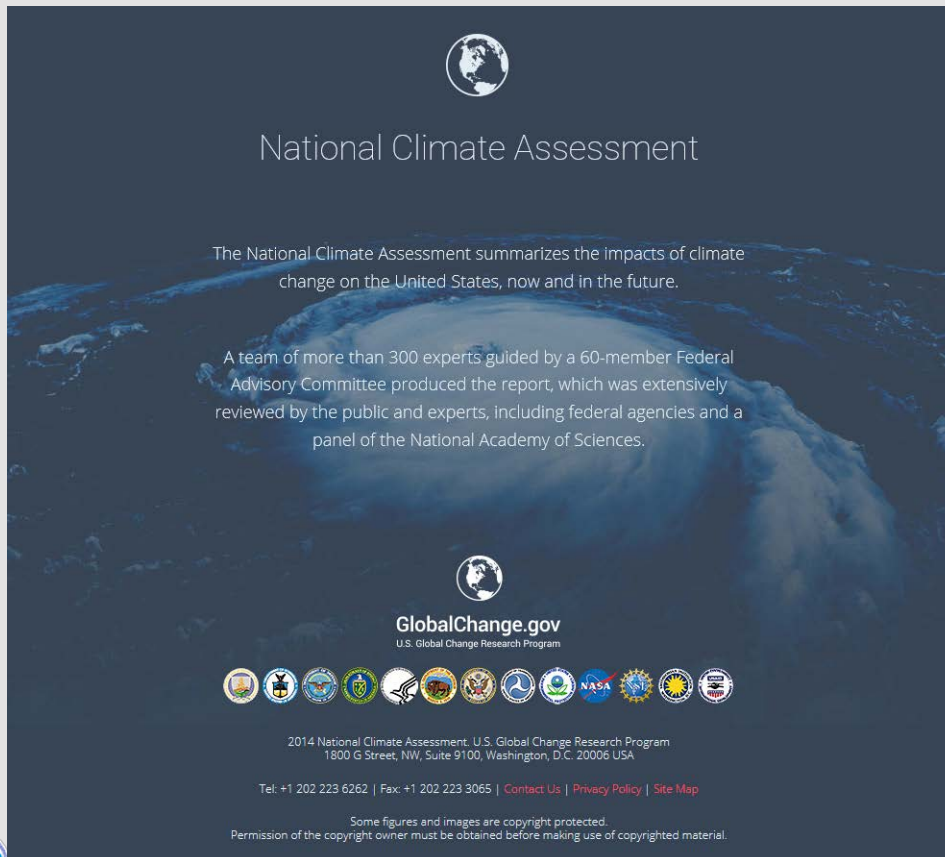 National Climate Assessment
The National Climate Assessment summarizes the impacts of climate
change on the United States, now and in the future.
A team of more than 300 experts guided by a 60-member Federal
Advisory Committee produced the report, which was extensively
reviewed by the public and experts, including federal agencies and a
panel of the National Academy of Sciences.
GlobalChange.gov
U.S. Global Change Research Program
NASA
2014 National Climate Assessment. U.S. Global Change Research Program
1800 G Street, NW, Suite 9100, Washington, D.C. 20006 USA
Tel: +1 202 223 6262 | Fax: +1 202 223 3065 | Contact Us | Privacy Policy | Site Map
Some figures and images are copyright protected.
Permission of the copyright owner must be obtained before making use of copyrighted material.